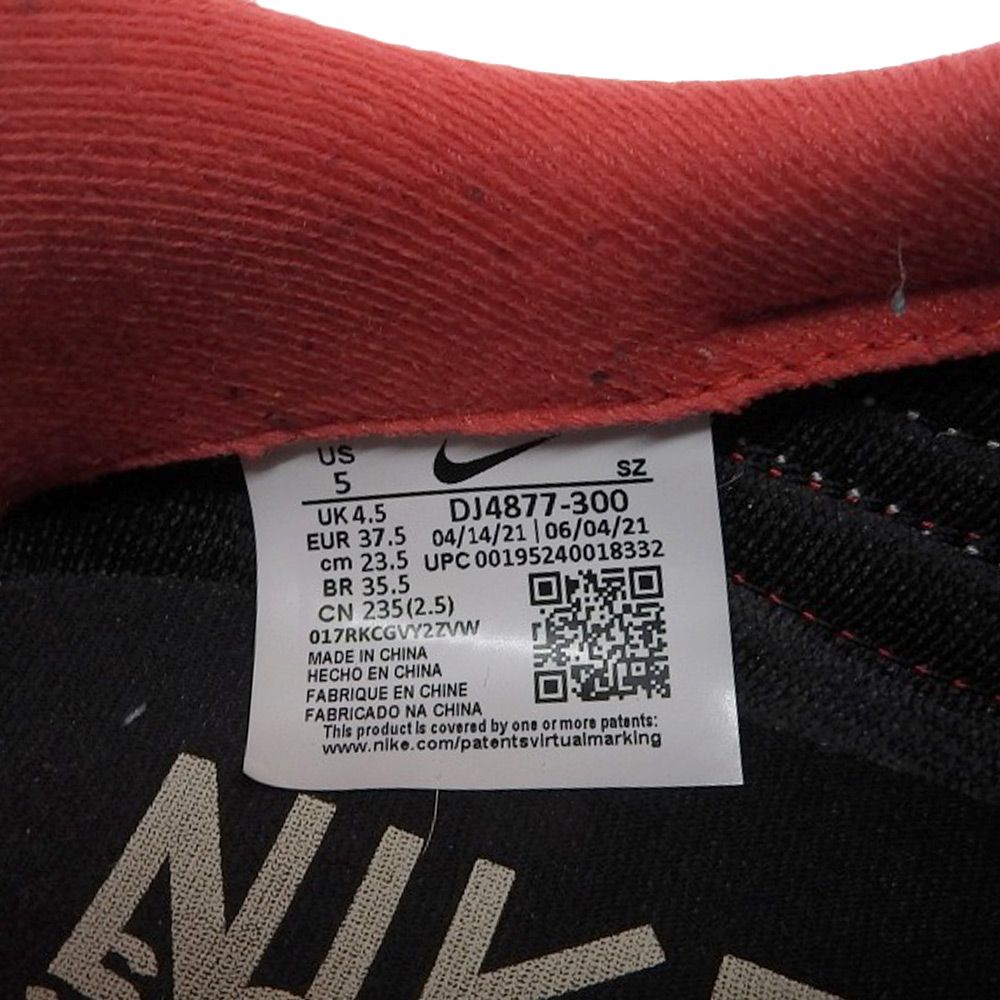 US
5
SZ
UK 4.5
EUR 37.5
cm 23.5
BR 35.5
CN 235(2.5)
DJ4877-300
04/14/21 | 06/04/21
UPC 00195240018332
017RKCGVY2ZVW
MADE IN CHINA
HECHO EN CHINA
FABRIQUE EN CHINE
FABRICADO NA CHINA
This product is covered by one or more patents:
www.nike.com/patentsvirtualmarking
NIKE